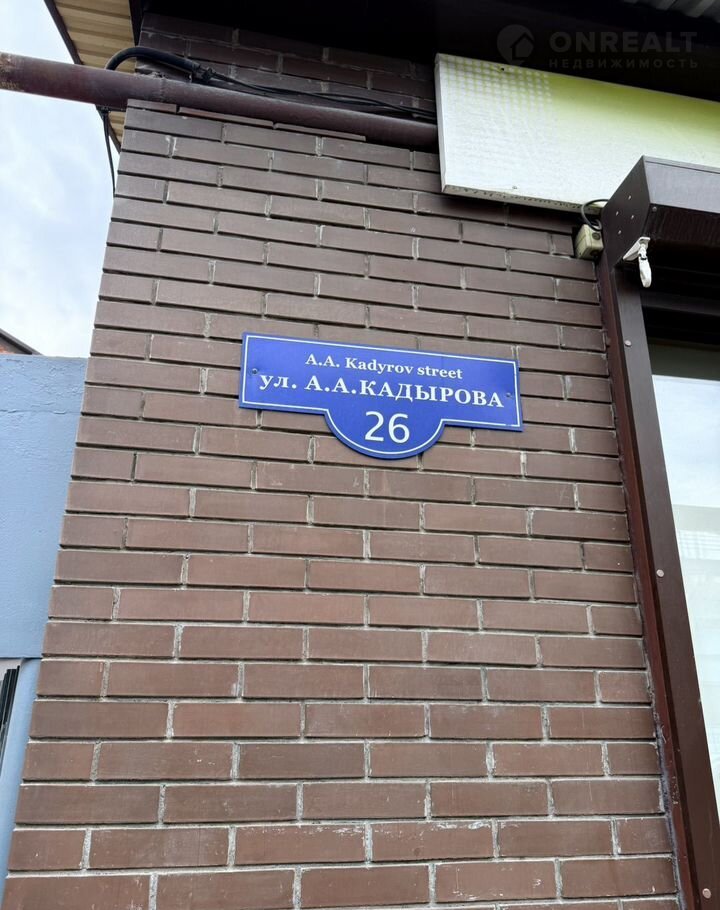 ONREALT
НЕДВИЖИМОСТЬ
A.A. Kadyrov street
ул. А.А.КАДЫРОВА
26